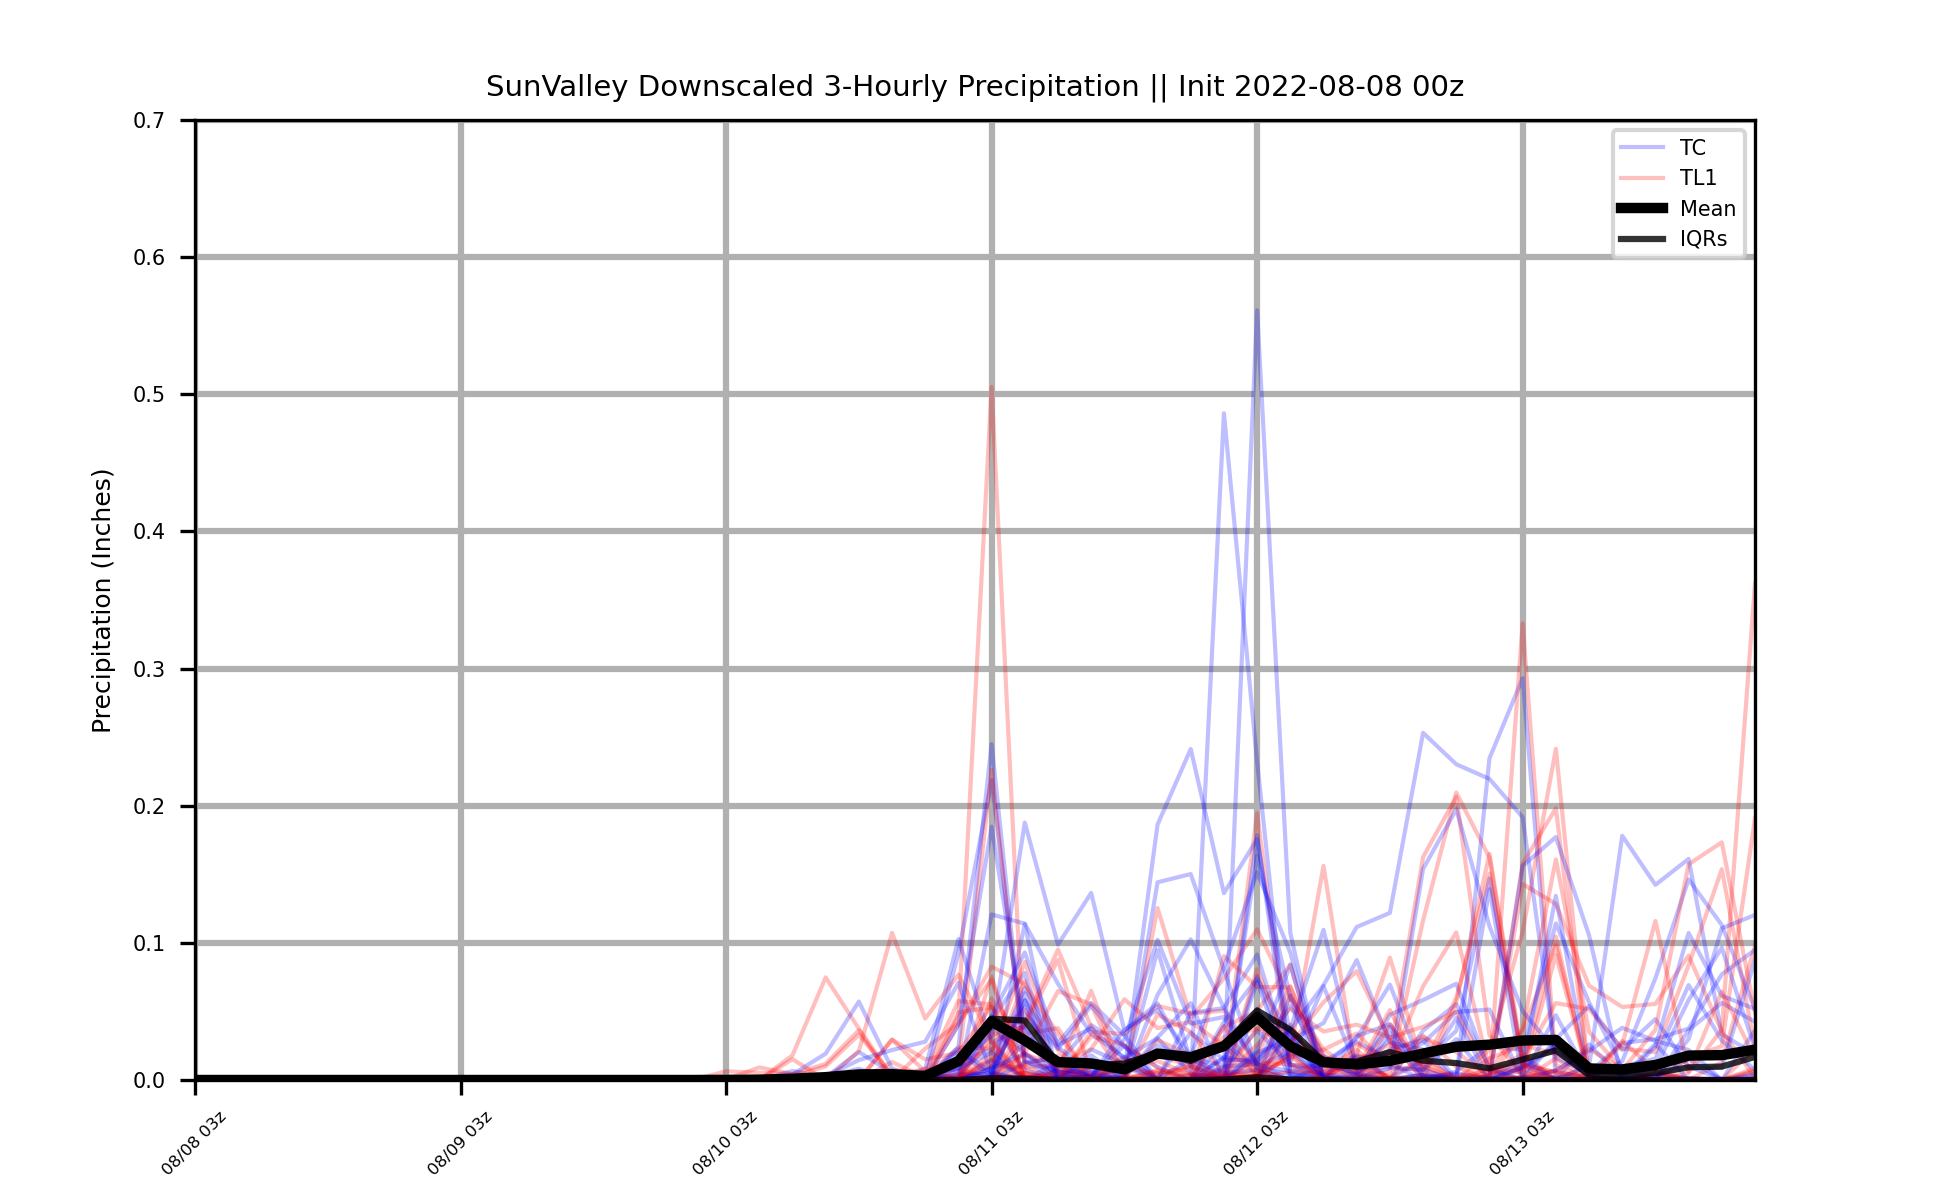 SunValley Downscaled 3-Hourly Precipitation || Init 2022-08-08 00z
0.7
0.6
0.5
0.4
0.3
0.2
0.1
0.0
Precipitation (Inches)
TC
TL1
Mean
IQRs
08/08 03z
08/09 03z
08/10 03z
08/11 03z
08/12 03z
08/13 03z